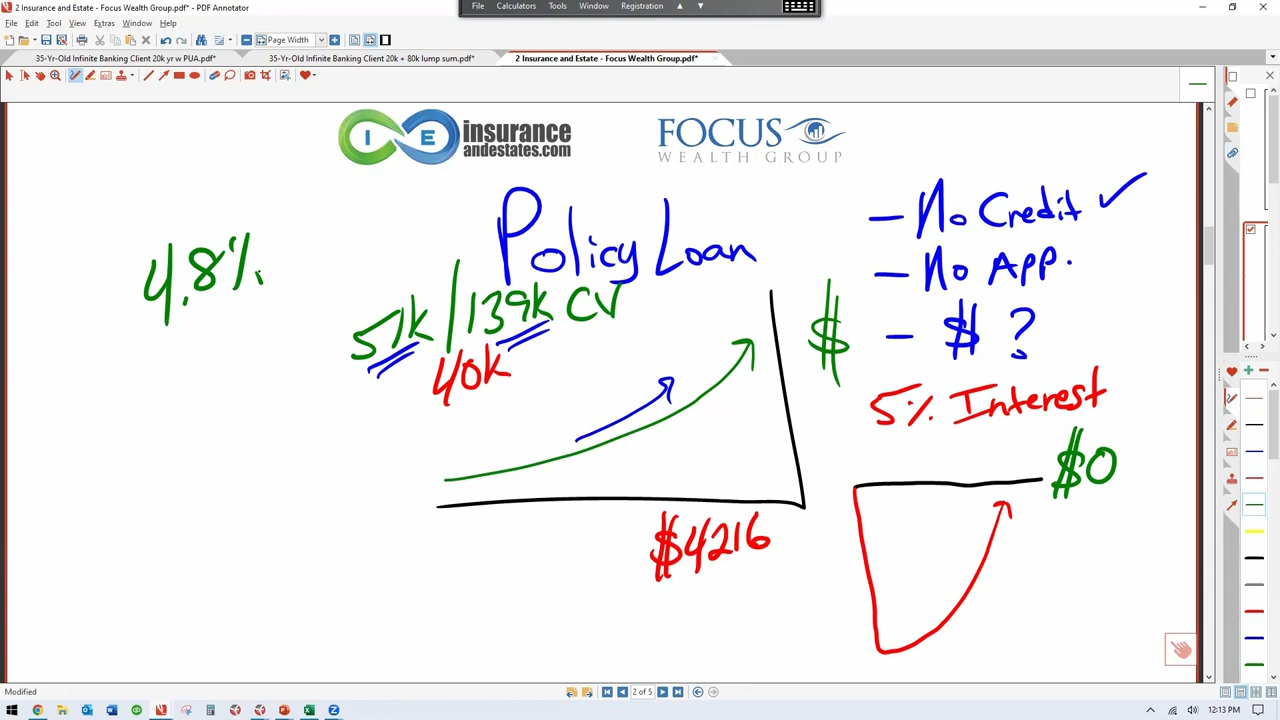 2 Insurance and Estate - Focus Wealth Group.pdf* - PDF Annotator
File Calculators Tools Window Registration
File Edit Tool View Extras Window Help
Page Width
35-Yr-Old Infinite Banking Client 20k yr w PUA.pdf*
35-Yr-Old Infinite Banking Client 20k + 80k lump sum.pdf*
2 Insurance and Estate - Focus Wealth Group.pdf*
I E insurance
andestates.com
FOCUS
WEALTH GROUP
Policy Loan
- No Credit ✓
- No App.
- $ ?
4.8%
51k / 139k CV
40k
$
5% Interest
$0
$4216
Modified
2 of 5
12:13 PM